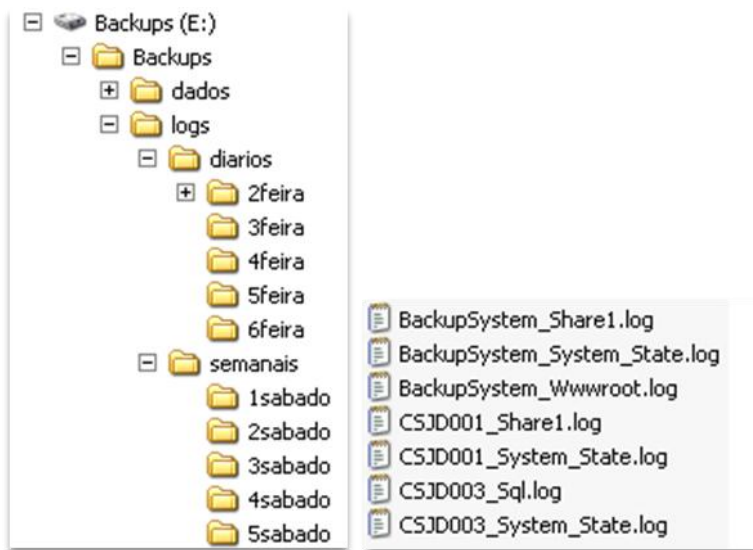 Backups (E:)
Backups
dados
logs
diarios
2feira
3feira
4feira
5feira
6feira
semanais
1sabado
2sabado
3sabado
4sabado
5sabado
BackupSystem_Share1.log
BackupSystem_System_State.log
BackupSystem_Wwwroot.log
CSJD001_Share1.log
CSJD001_System_State.log
CSJD003_Sql.log
CSJD003_System_State.log